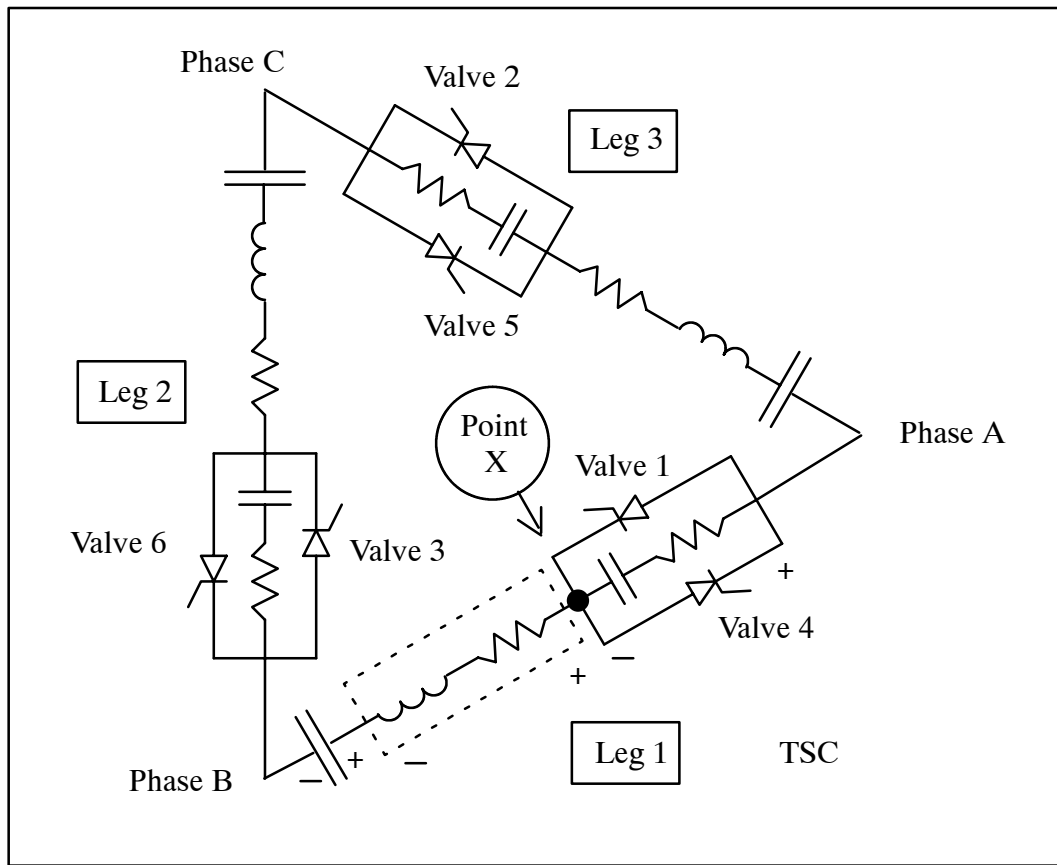 Phase C
Valve 2
Leg 3
Valve 5
Leg 2
Point
X
Phase A
Valve 1
Valve 6
Valve 3
+
Valve 4
−
+
Leg 1
TSC
+
−
−
Phase B